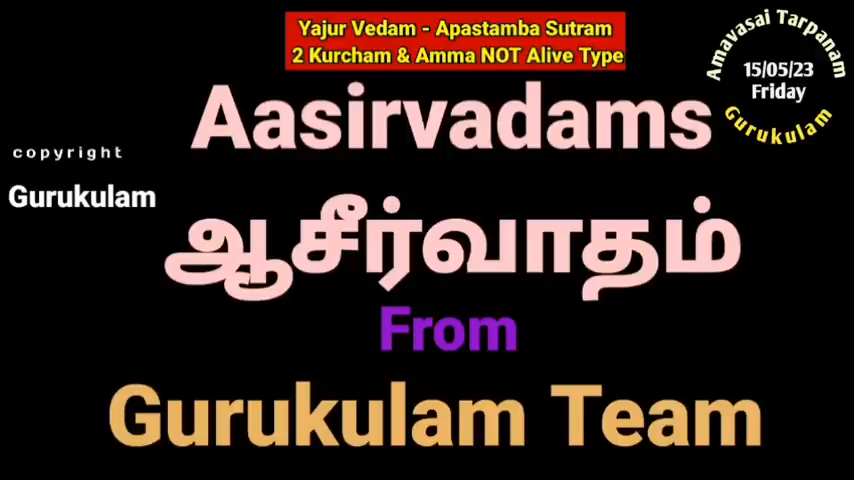 Yajur Vedam - Apastamba Sutram
2 Kurcham & Amma NOT Alive Type
Amavasai Tarpanam
15/05/23
Friday
Gurukulam
Aasirvadams
copyright
Gurukulam
ஆசீர்வாதம்
From
Gurukulam Team